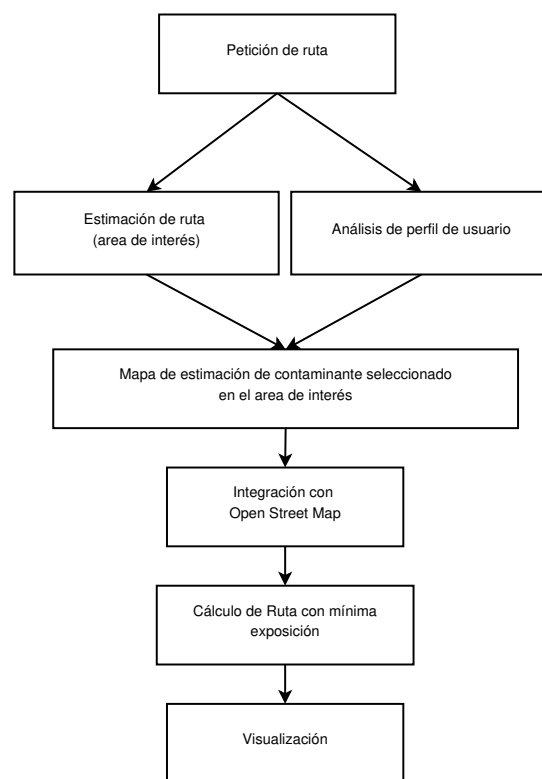 Petición de ruta
Estimación de ruta
(area de interés)
Análisis de perfil de usuario
Mapa de estimación de contaminante seleccionado
en el area de interés
Integración con
Open Street Map
Cálculo de Ruta con mínima
exposición
Visualización